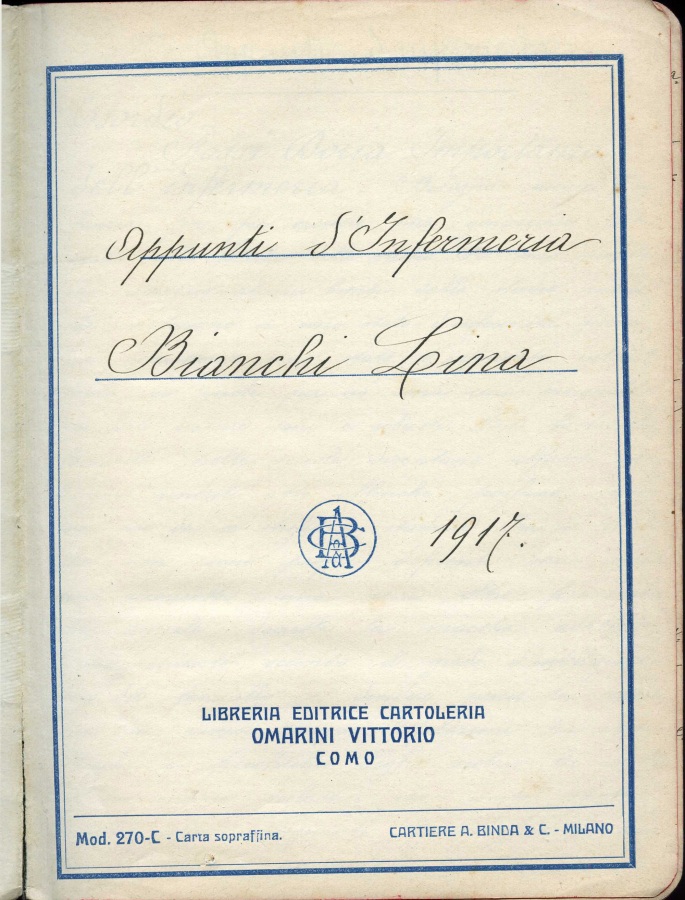 Appunti d'Infermeria
Bianchi Lina
1917.
LIBRERIA EDITRICE CARTOLERIA
OMARINI VITTORIO
COMO
Mod. 270-C - Carta sopraffina.
CARTIERE A. BINDA & C. - MILANO